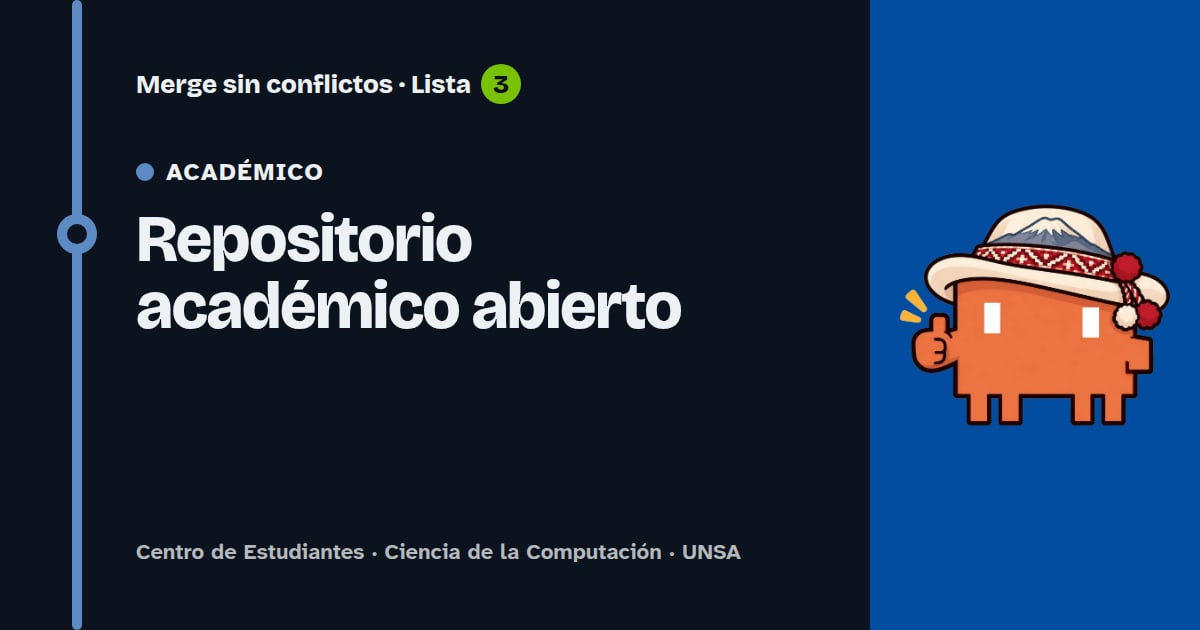 Merge sin conflictos · Lista 3
ACADÉMICO
Repositorio
académico abierto
Centro de Estudiantes · Ciencia de la Computación · UNSA